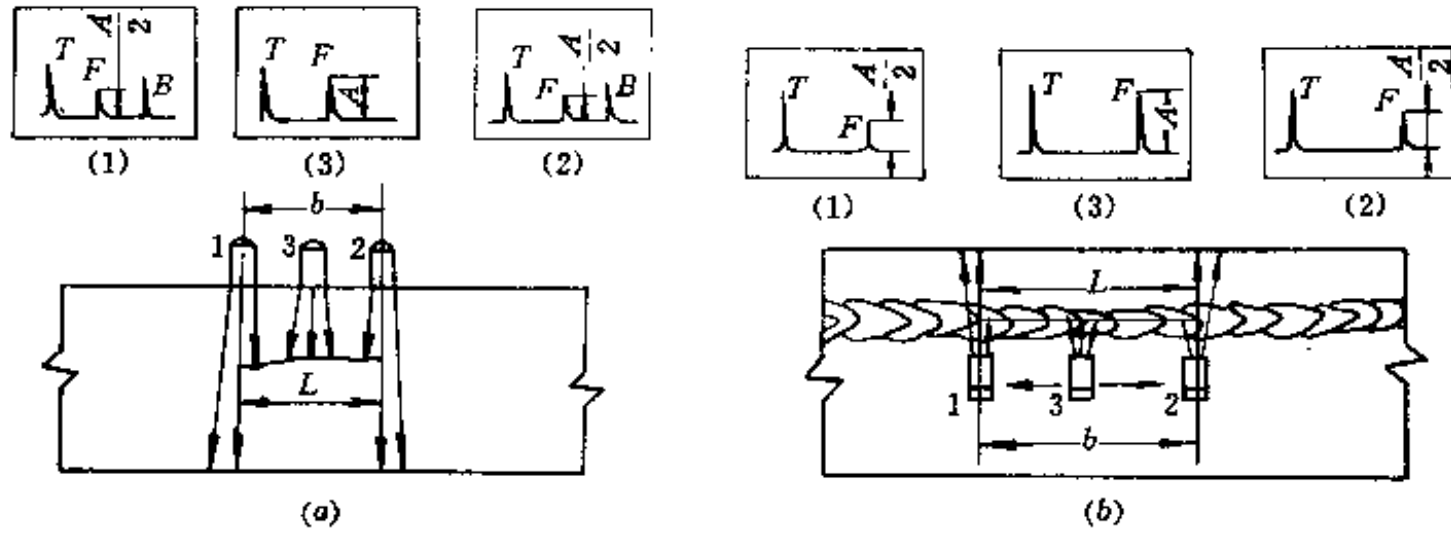 T F A/2 B
(1)
T F A
(3)
T F A/2 B
(2)
b
1 3 2
L
(a)
T F A/2
(1)
T F A
(3)
T F A/2
(2)
L
1 3 2
b
(b)